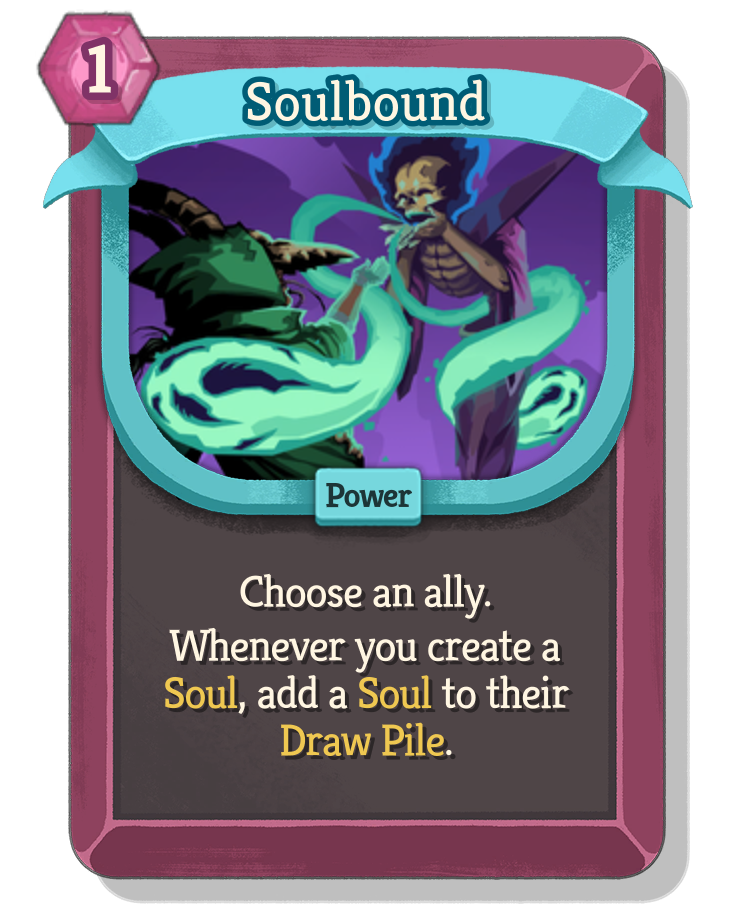 1
Soulbound
Power
Choose an ally.
Whenever you create a
Soul, add a Soul to their
Draw Pile.